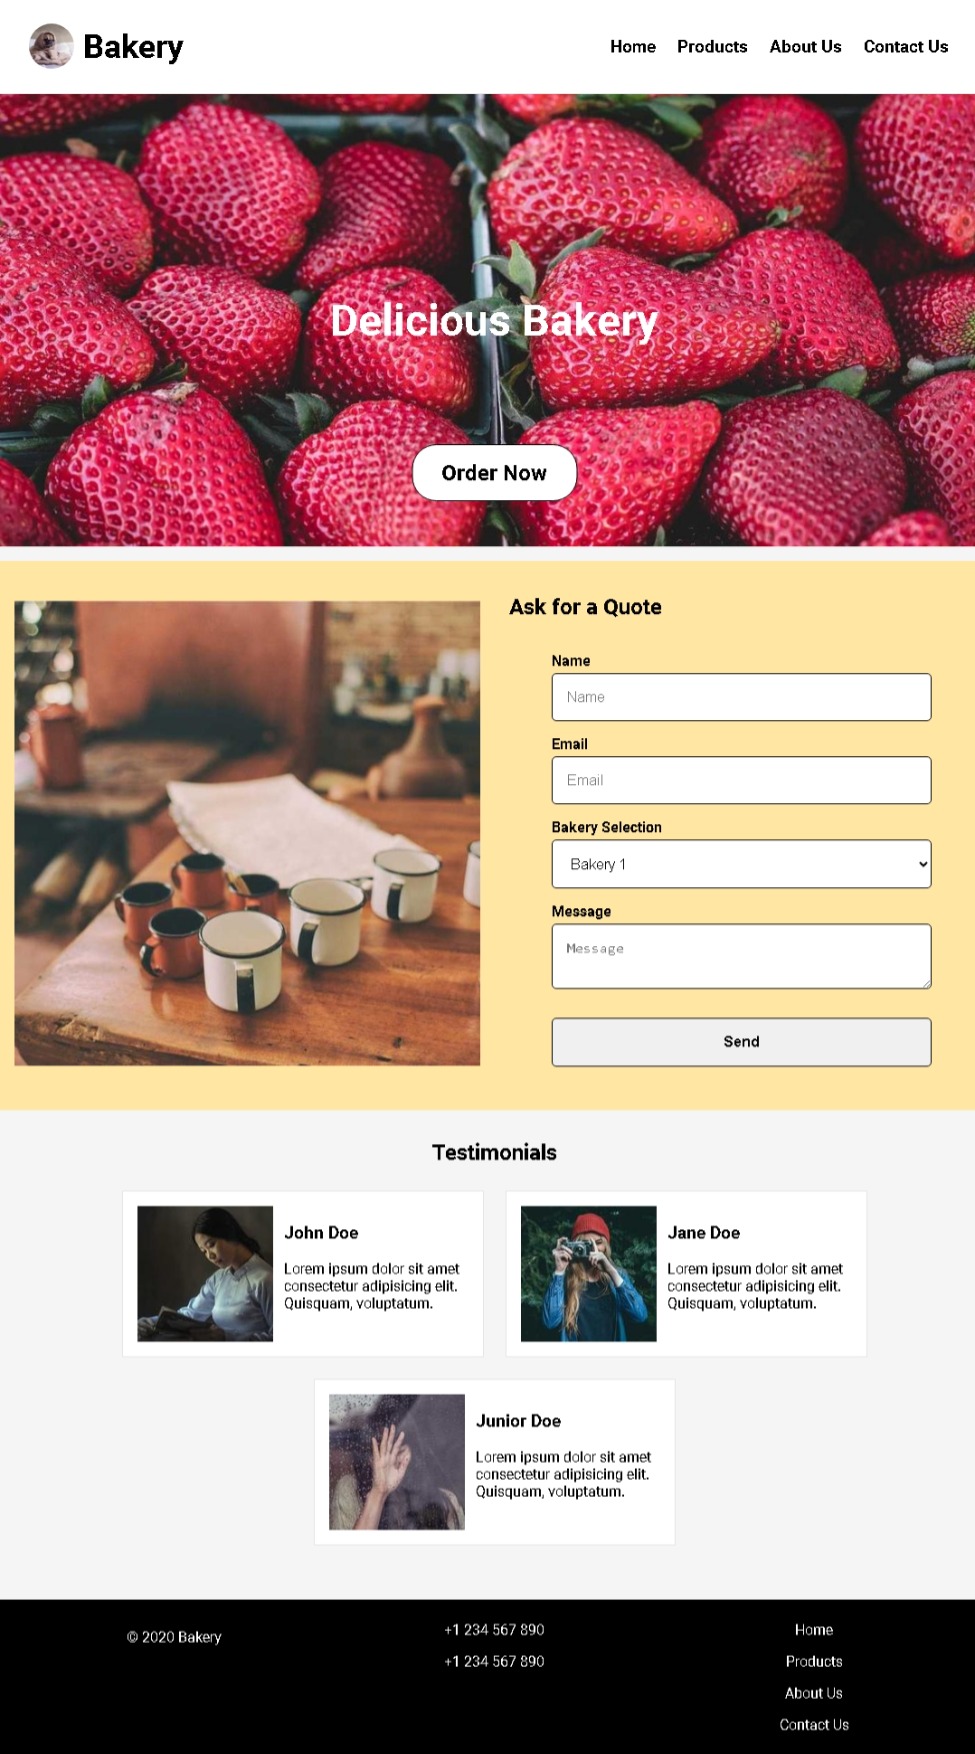 Bakery
Home
Products
About Us
Contact Us
Delicious Bakery
Order Now
Ask for a Quote
Name
Name
Email
Email
Bakery Selection
Bakery 1
Message
Message
Send
Testimonials
John Doe
Lorem ipsum dolor sit amet
consectetur adipisicing elit.
Quisquam, voluptatum.
Jane Doe
Lorem ipsum dolor sit amet
consectetur adipisicing elit.
Quisquam, voluptatum.
Junior Doe
Lorem ipsum dolor sit amet
consectetur adipisicing elit.
Quisquam, voluptatum.
© 2020 Bakery
+1 234 567 890
+1 234 567 890
Home
Products
About Us
Contact Us